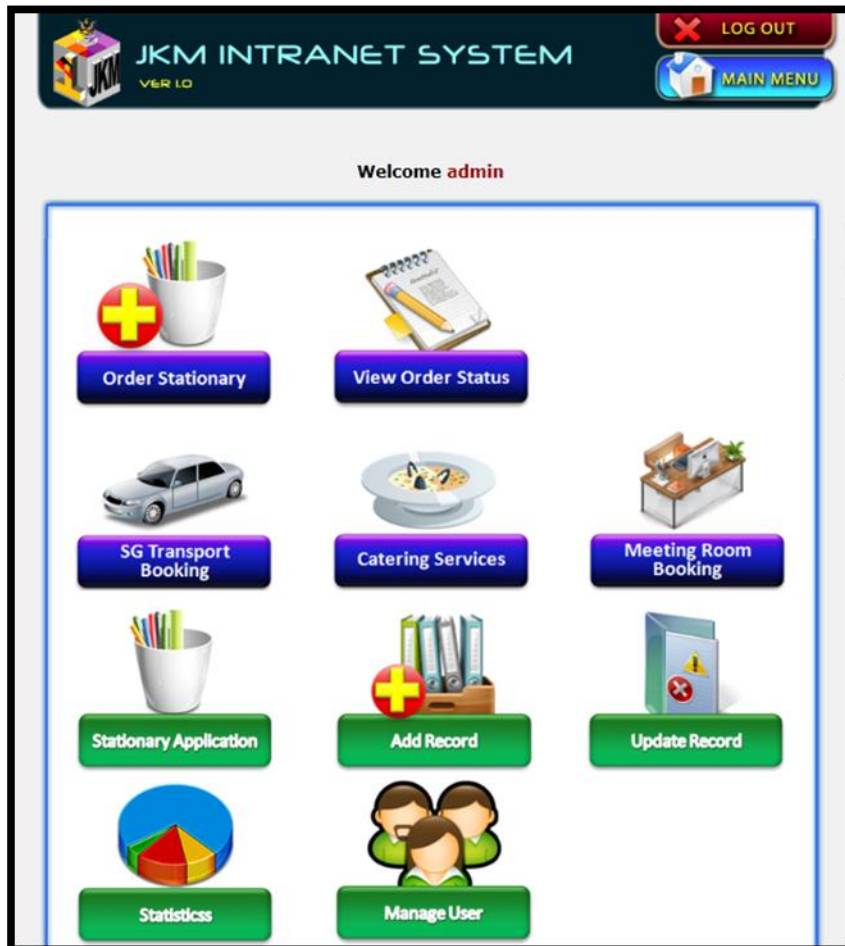 JKM
JKM INTRANET SYSTEM
VER 1.0
LOG OUT
MAIN MENU
Welcome admin
Order Stationary
View Order Status
SG Transport
Booking
Catering Services
Meeting Room
Booking
Stationary Application
Add Record
Update Record
Statisticss
Manage User